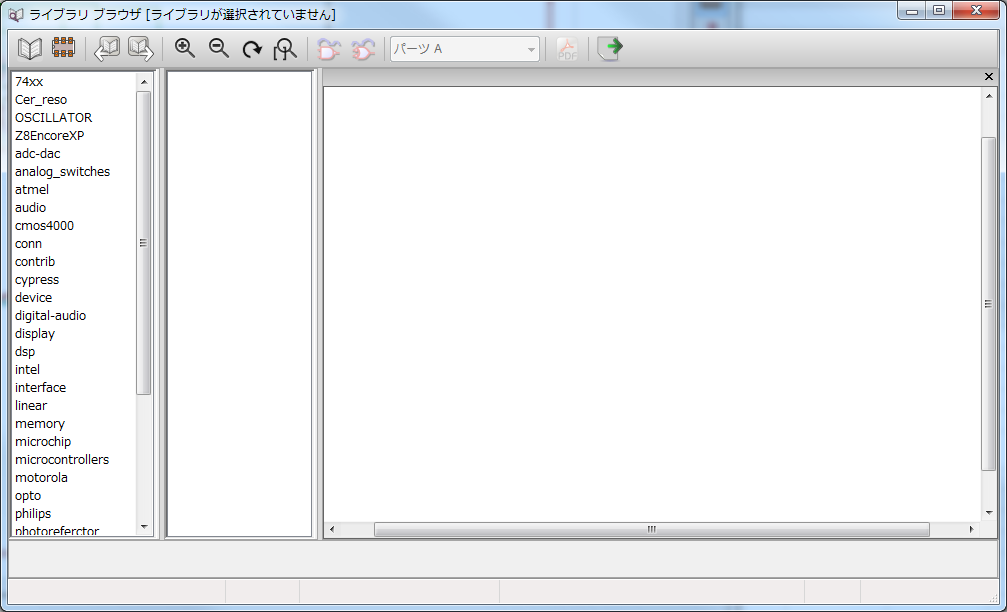 ライブラリ ブラウザ [ライブラリが選択されていません]
パーツ A
PDF
74xx
Cer_reso
OSCILLATOR
Z8EncoreXP
adc-dac
analog_switches
atmel
audio
cmos4000
conn
contrib
cypress
device
digital-audio
display
dsp
intel
interface
linear
memory
microchip
microcontrollers
motorola
opto
philips
photoreferctor